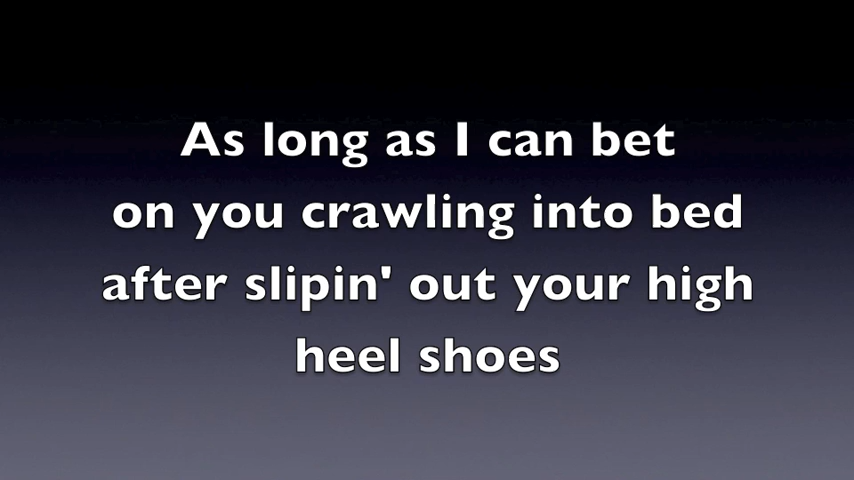 As long as I can bet
on you crawling into bed
after slipin' out your high
heel shoes